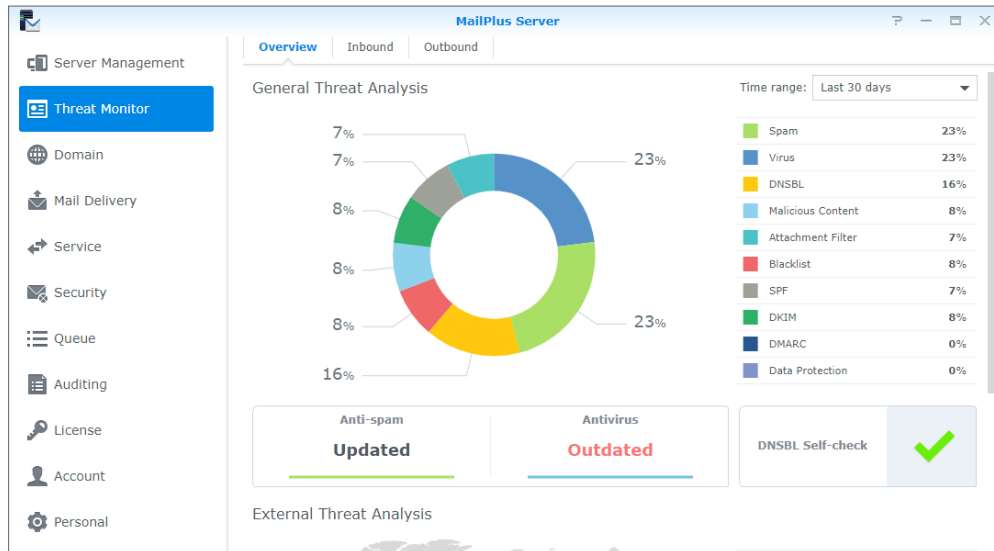 MailPlus Server
Server Management
Threat Monitor
Domain
Mail Delivery
Service
Security
Queue
Auditing
License
Account
Personal
Overview Inbound Outbound
General Threat Analysis
Time range: Last 30 days
7%
7%
8%
8%
8%
16%
23%
23%
Spam 23%
Virus 23%
DNSBL 16%
Malicious Content 8%
Attachment Filter 7%
Blacklist 8%
SPF 7%
DKIM 8%
DMARC 0%
Data Protection 0%
Anti-spam
Updated
Antivirus
Outdated
DNSBL Self-check
External Threat Analysis